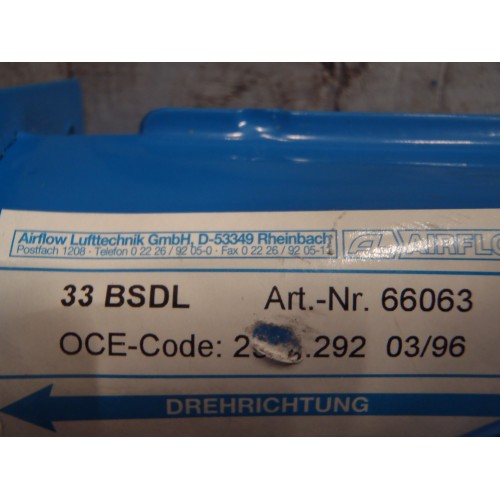 Airflow Lufttechnik GmbH, D-53349 Rheinbach
Postfach 1208 - Telefon 0 22 26 / 92 05-0 - Fax 0 22 26 / 92 05-
AIRFLO
33 BSDL Art.-Nr. 66063
OCE-Code: .292 03/96
DREHRICHTUNG